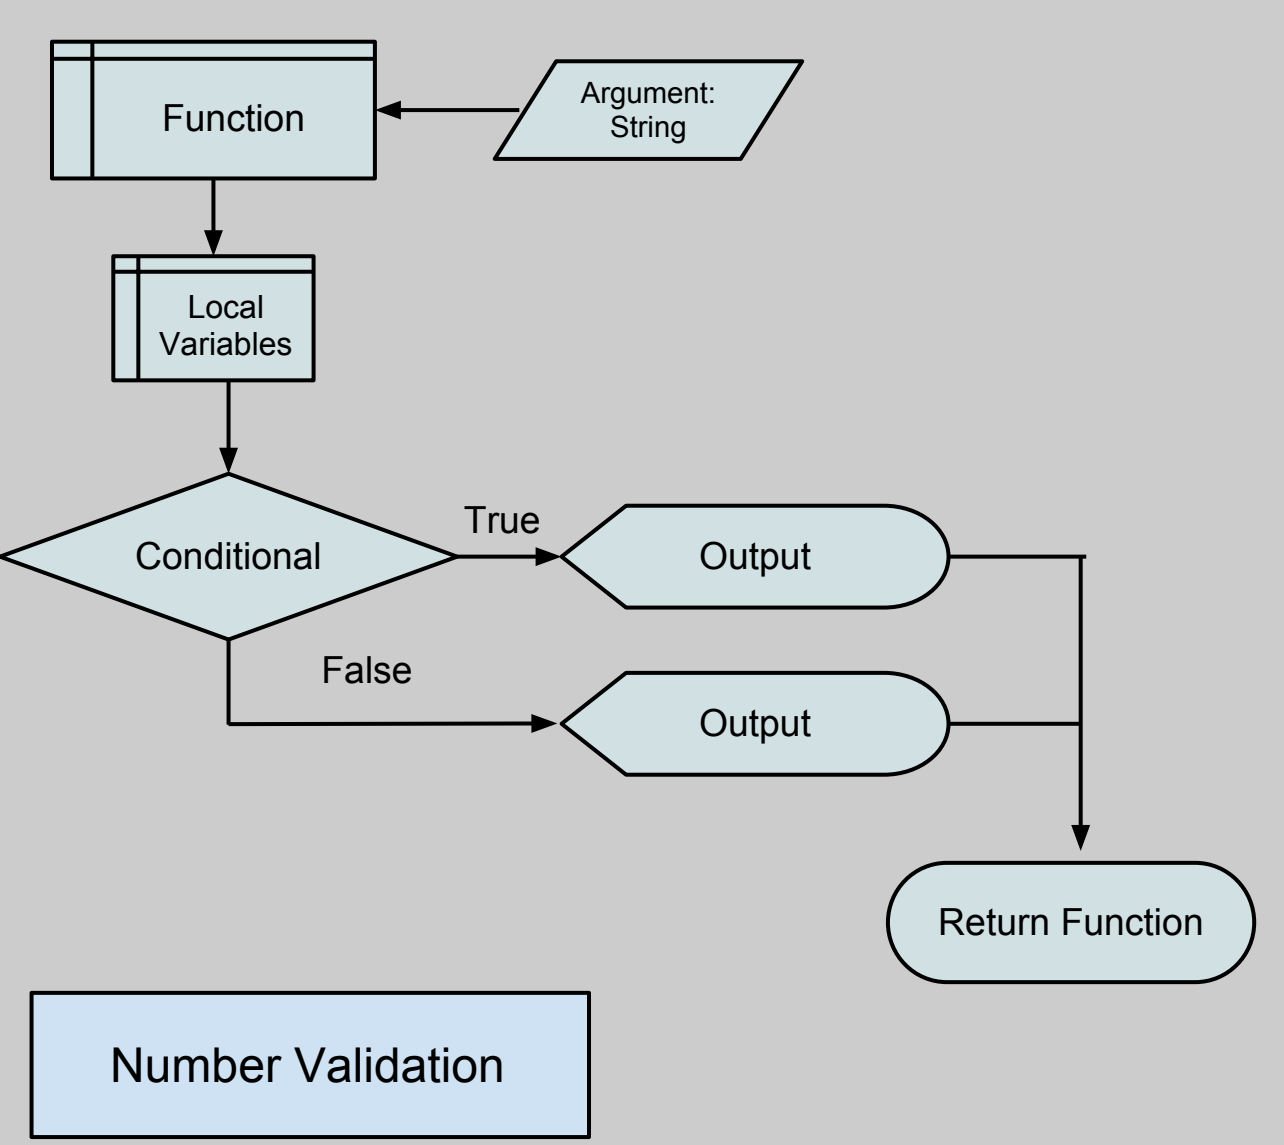 Function
Argument:
String
Local
Variables
Conditional
True
Output
False
Output
Return Function
Number Validation